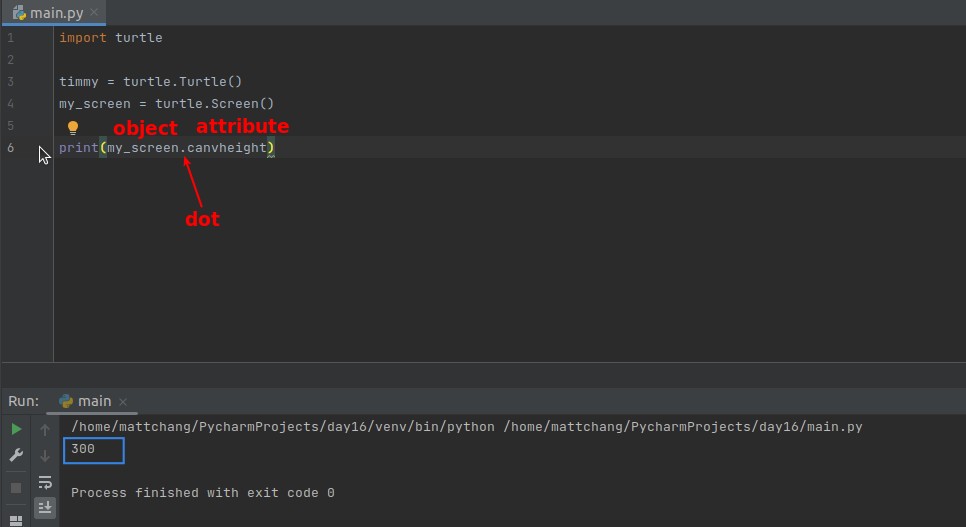 main.py
1 import turtle
2
3 timmy = turtle.Turtle()
4 my_screen = turtle.Screen()
5
object attribute
6 print(my_screen.canvheight)
dot
Run: main
/home/mattchang/PycharmProjects/day16/venv/bin/python /home/mattchang/PycharmProjects/day16/main.py
300
Process finished with exit code 0